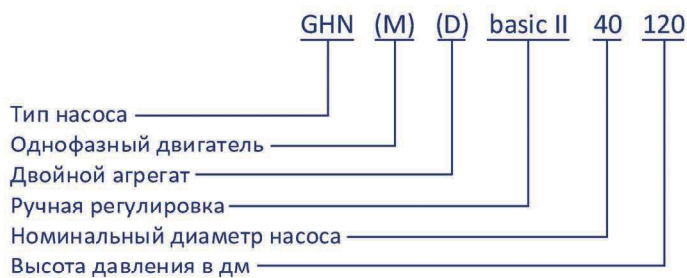 GHN (M) (D) basic II 40 120
Тип насоса
Однофазный двигатель
Двойной агрегат
Ручная регулировка
Номинальный диаметр насоса
Высота давления в дм